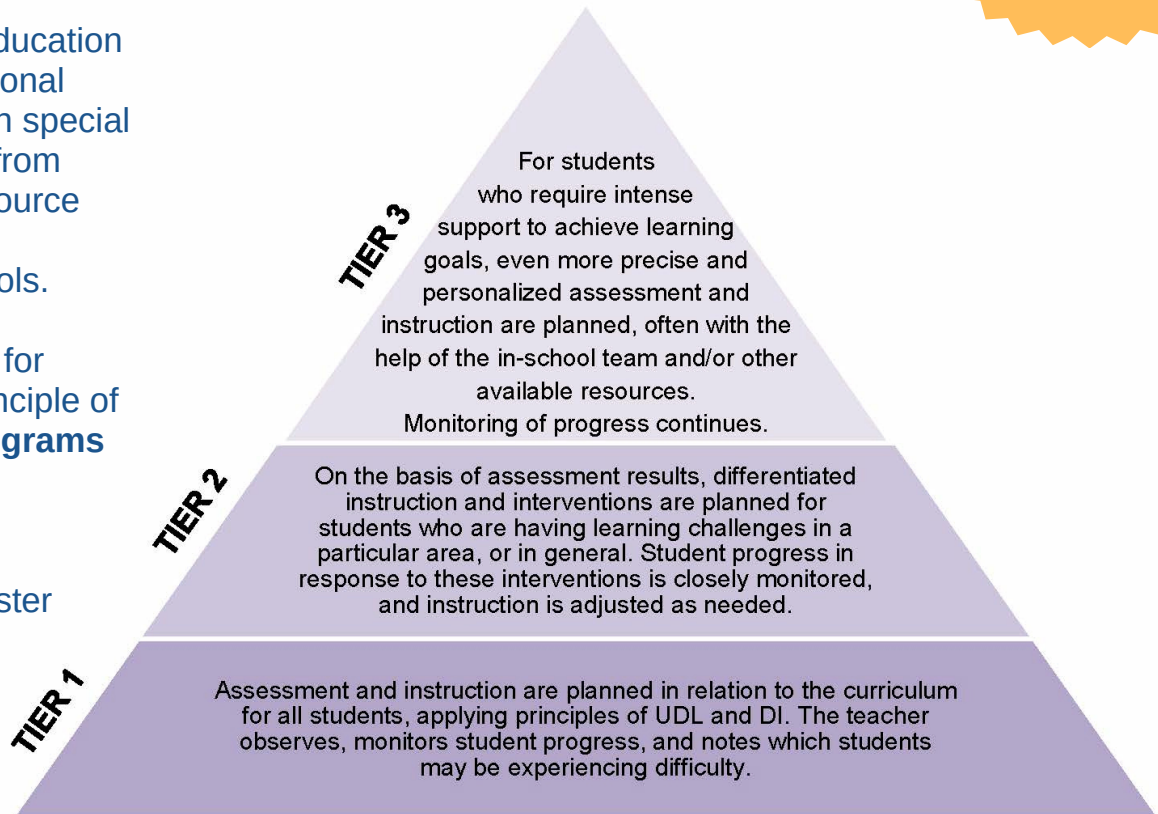 ducation
ional
n special
from
ource
ols.
for
nciple of
grams
ster
TIER 3
For students
who require intense
support to achieve learning
goals, even more precise and
personalized assessment and
instruction are planned, often with the
help of the in-school team and/or other
available resources.
Monitoring of progress continues.
TIER 2
On the basis of assessment results, differentiated
instruction and interventions are planned for
students who are having learning challenges in a
particular area, or in general. Student progress in
response to these interventions is closely monitored,
and instruction is adjusted as needed.
TIER 1
Assessment and instruction are planned in relation to the curriculum
for all students, applying principles of UDL and DI. The teacher
observes, monitors student progress, and notes which students
may be experiencing difficulty.